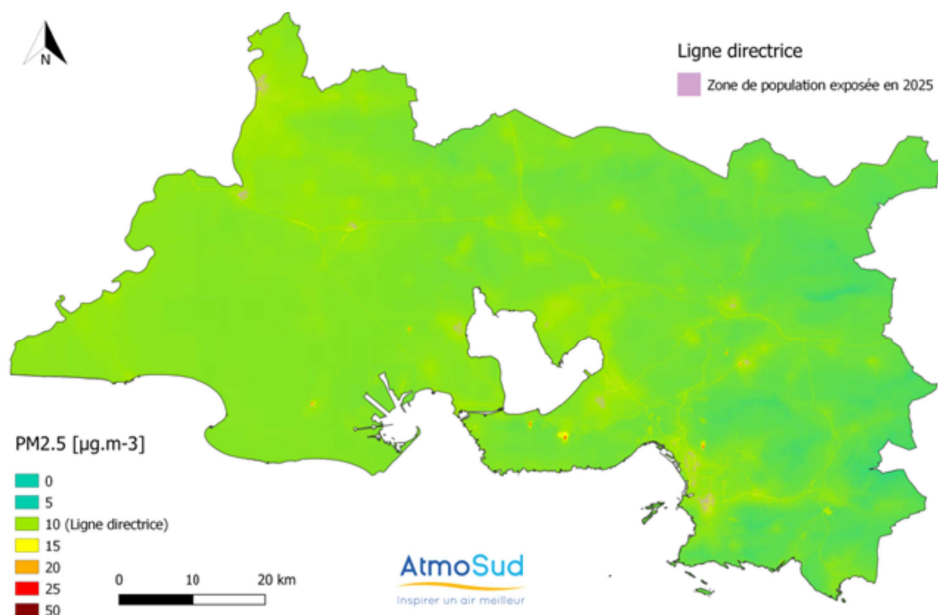 N
Ligne directrice
Zone de population exposée en 2025
PM2.5 [µg.m-3]
0
5
10 (Ligne directrice)
15
20
25
50
0 10 20 km
AtmoSud
Inspirer un air meilleur